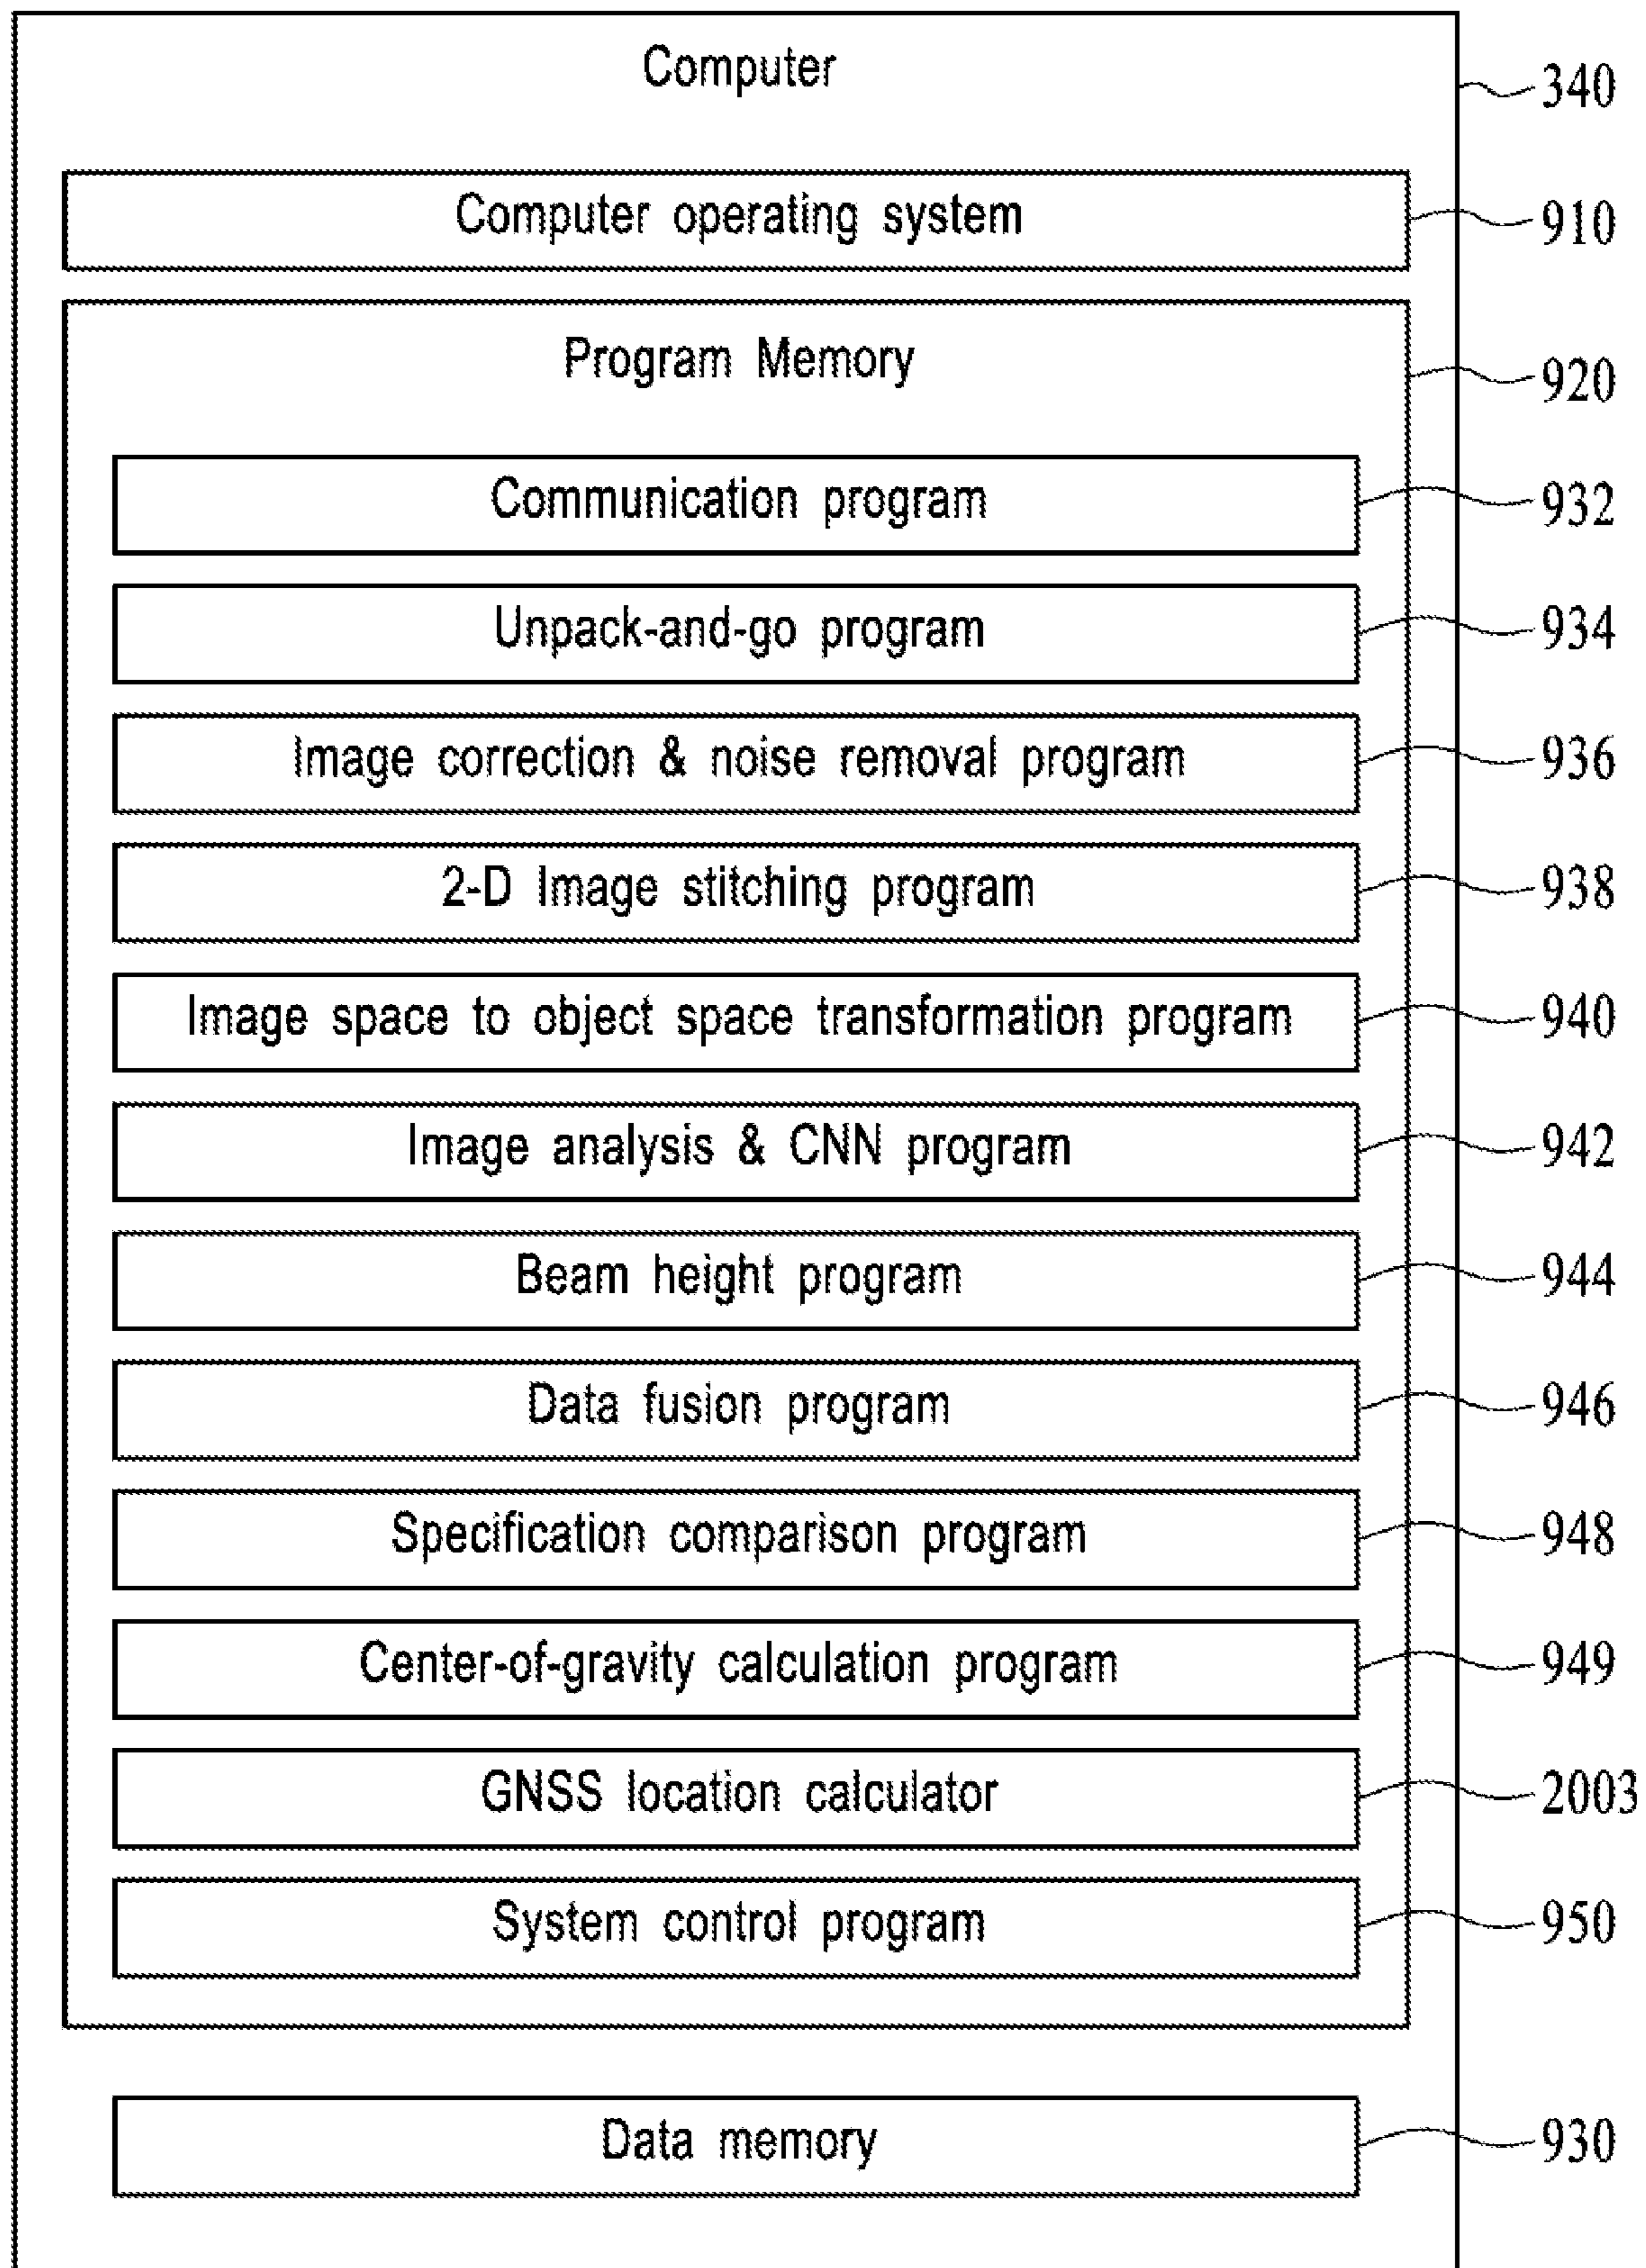 Computer
340
Computer operating system
910
Program Memory
920
Communication program
932
Unpack-and-go program
934
Image correction & noise removal program
936
2-D Image stitching program
938
Image space to object space transformation program
940
Image analysis & CNN program
942
Beam height program
944
Data fusion program
946
Specification comparison program
948
Center-of-gravity calculation program
949
GNSS location calculator
2003
System control program
950
Data memory
930